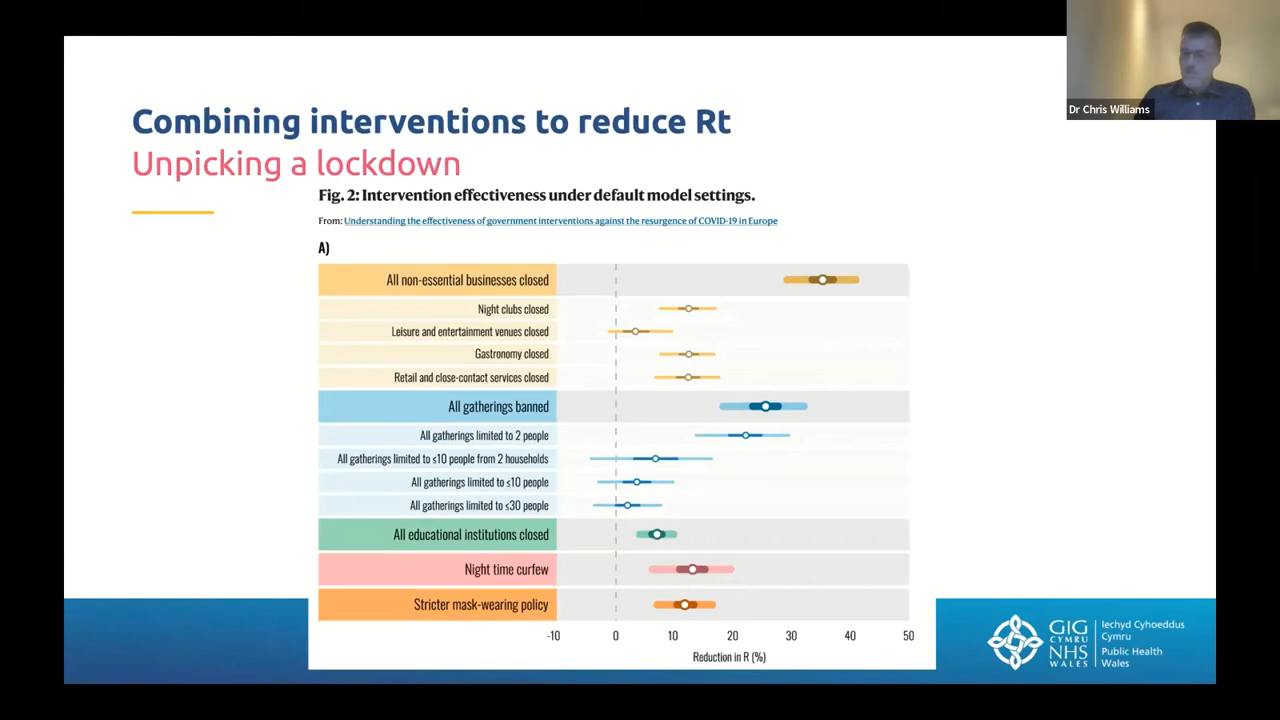 Dr Chris Williams
Combining interventions to reduce Rt
Unpicking a lockdown
Fig. 2: Intervention effectiveness under default model settings.
From: Understanding the effectiveness of government interventions against the resurgence of COVID-19 in Europe
A)
All non-essential businesses closed
Night clubs closed
Leisure and entertainment venues closed
Gastronomy closed
Retail and close-contact services closed
All gatherings banned
All gatherings limited to 2 people
All gatherings limited to ≤10 people from 2 households
All gatherings limited to ≤10 people
All gatherings limited to ≤30 people
All educational institutions closed
Night time curfew
Stricter mask-wearing policy
-10 0 10 20 30 40 50
Reduction in R (%)
GIG
CYMRU
NHS
WALES
Iechyd Cyhoeddus
Cymru
Public Health
Wales